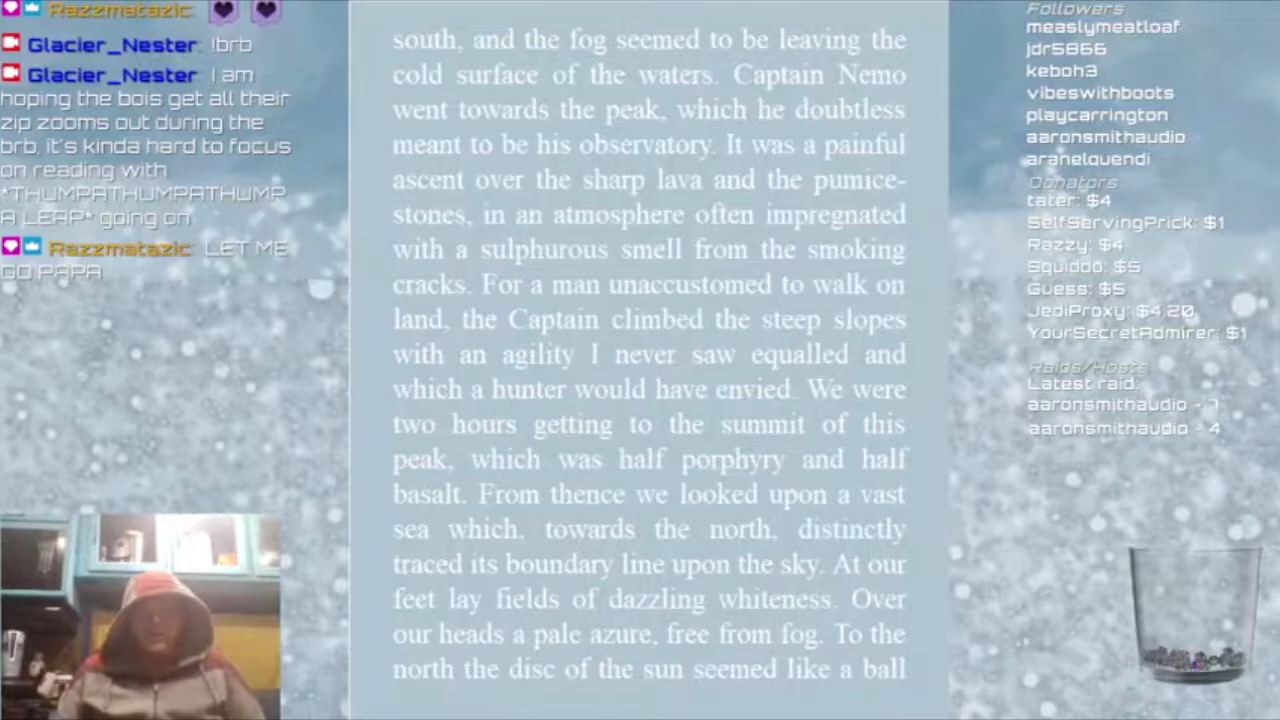 Razzmatazic:
Glacier_Nester: !brb
Glacier_Nester: I am
hoping the bois get all their
zip zooms out during the
brb, it's kinda hard to focus
on reading with
*THUMPATHUMPATHUMP
A LEAP* going on
Razzmatazic: LET ME
GO PAPA
south, and the fog seemed to be leaving the
cold surface of the waters. Captain Nemo
went towards the peak, which he doubtless
meant to be his observatory. It was a painful
ascent over the sharp lava and the pumice-
stones, in an atmosphere often impregnated
with a sulphurous smell from the smoking
cracks. For a man unaccustomed to walk on
land, the Captain climbed the steep slopes
with an agility I never saw equalled and
which a hunter would have envied. We were
two hours getting to the summit of this
peak, which was half porphyry and half
basalt. From thence we looked upon a vast
sea which, towards the north, distinctly
traced its boundary line upon the sky. At our
feet lay fields of dazzling whiteness. Over
our heads a pale azure, free from fog. To the
north the disc of the sun seemed like a ball
Followers
measlymeatloaf
jdr5866
keboh3
vibeswithboots
playcarrington
aaronsmithaudio
aranelquendi
Donators
tater: $4
SelfServingPrick: $1
Razzy: $4
Squidoo: $5
Guess: $5
JediProxy: $4.20
YourSecretAdmirer: $1
Raids/Hosts
Latest raid:
aaronsmithaudio - 7
aaronsmithaudio - 4